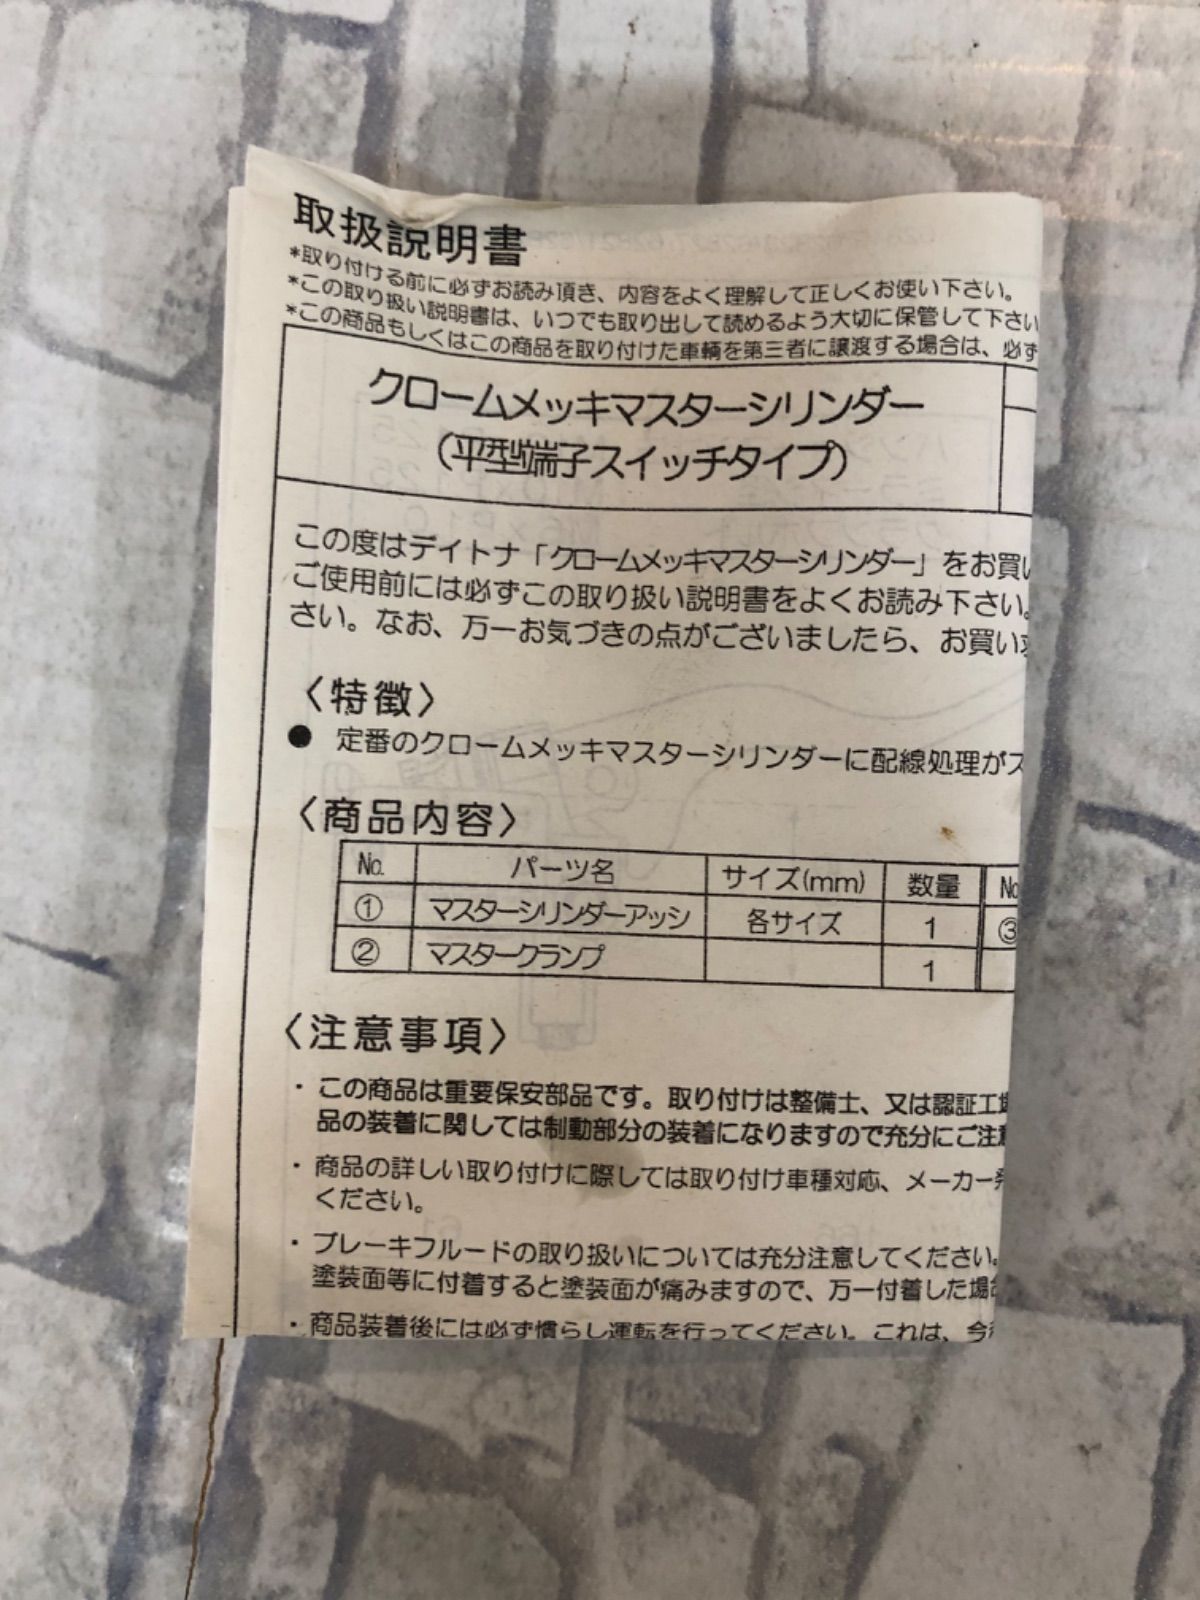 取扱説明書
*取り付ける前に必ずお読み頂き、内容をよく理解して正しくお使い下さい。
*この取り扱い説明書は、いつでも取り出して読めるよう大切に保管して下さい
*この商品もしくはこの商品を取り付けた車輌を第三者に譲渡する場合は、必ず
クロームメッキマスターシリンダー
（平型端子スイッチタイプ）
この度はデイトナ「クロームメッキマスターシリンダー」をお買い
ご使用前には必ずこの取り扱い説明書をよくお読み下さい。
さい。なお、万一お気づきの点がございましたら、お買い求
〈特徴〉
● 定番のクロームメッキマスターシリンダーに配線処理がス
〈商品内容〉
No. パーツ名 サイズ(mm) 数量 No
① マスターシリンダーアッシ 各サイズ 1 ③
② マスタークランプ 1
〈注意事項〉
・この商品は重要保安部品です。取り付けは整備士、又は認証工場
品の装着に関しては制動部分の装着になりますので充分にご注意
・商品の詳しい取り付けに際しては取り付け車種対応、メーカー発
ください。
・ブレーキフルードの取り扱いについては充分注意してください。
塗装面等に付着すると塗装面が痛みますので、万一付着した場合
・商品装着後には必ず慣らし運転を行ってください。これは、今